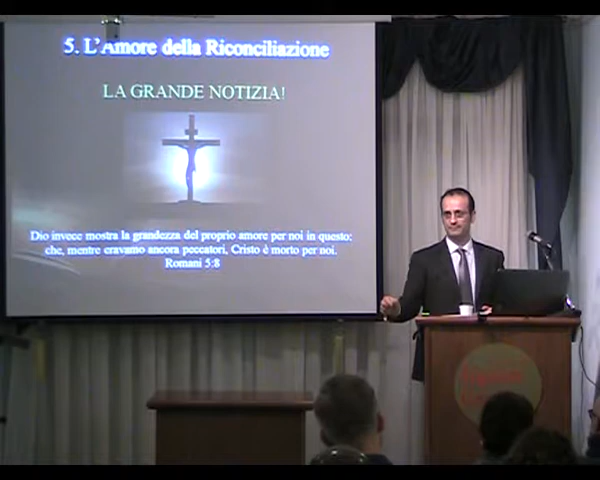 5. L'Amore della Riconciliazione
LA GRANDE NOTIZIA!
Dio invece mostra la grandezza del proprio amore per noi in questo:
che, mentre eravamo ancora peccatori, Cristo è morto per noi.
Romani 5:8